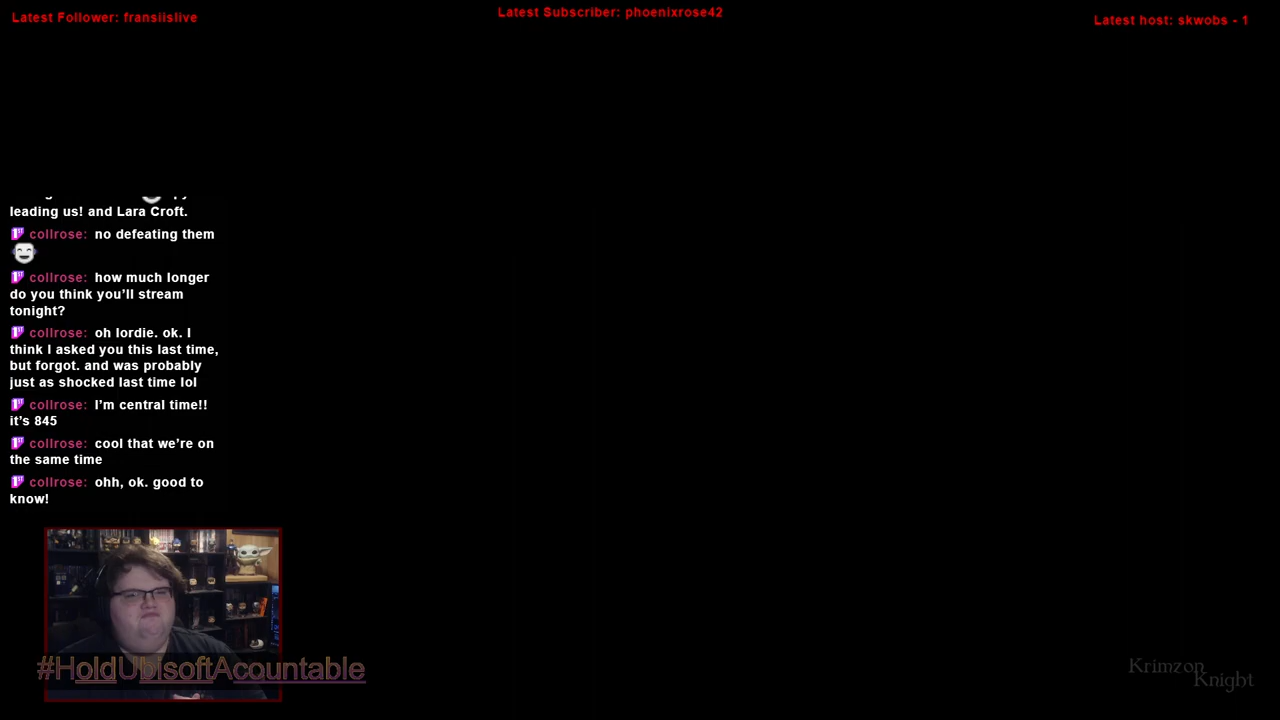 Latest Follower: fransiislive
Latest Subscriber: phoenixrose42
Latest host: skwobs - 1
leading us! and Lara Croft.
collrose: no defeating them
collrose: how much longer
do you think you'll stream
tonight?
collrose: oh lordie. ok. I
think I asked you this last time,
but forgot. and was probably
just as shocked last time lol
collrose: I'm central time!!
it's 845
collrose: cool that we're on
the same time
collrose: ohh, ok. good to
know!
#HoldUbisoftAcountable
Krimzon
Knight